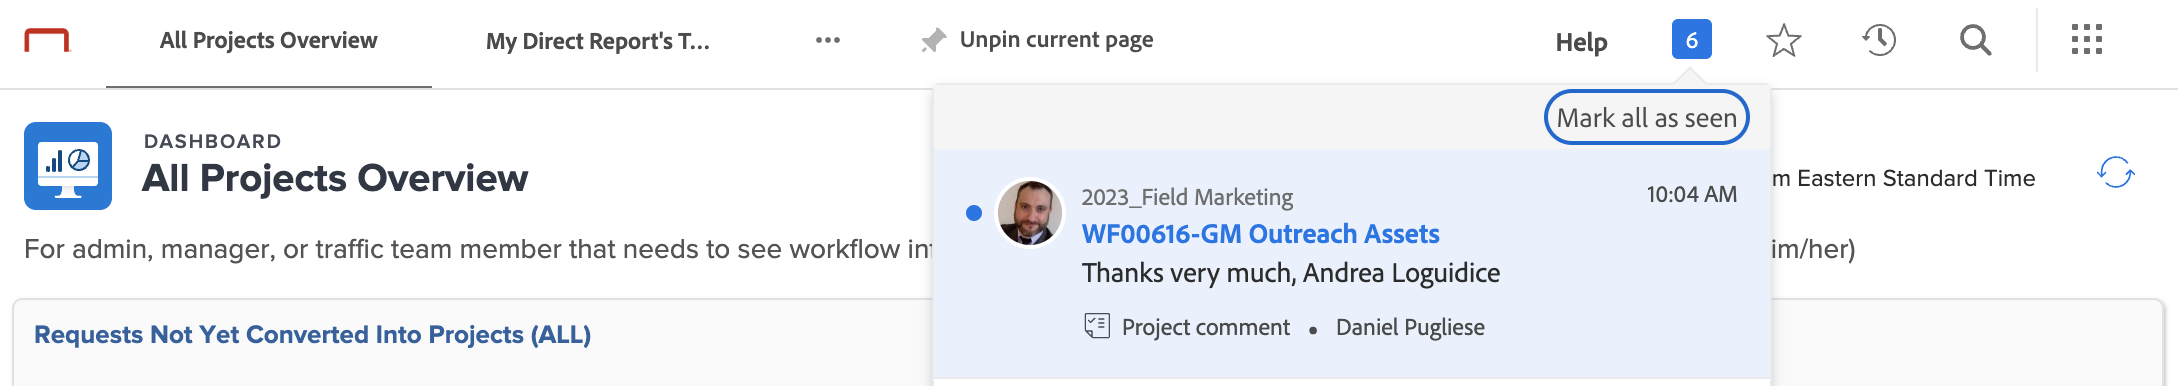 All Projects Overview
My Direct Report's T...
Unpin current page
Help
6
Mark all as seen
DASHBOARD
All Projects Overview
2023_Field Marketing
10:04 AM
WF00616-GM Outreach Assets
Thanks very much, Andrea Loguidice
Project comment • Daniel Pugliese
m Eastern Standard Time
For admin, manager, or traffic team member that needs to see workflow in
im/her)
Requests Not Yet Converted Into Projects (ALL)